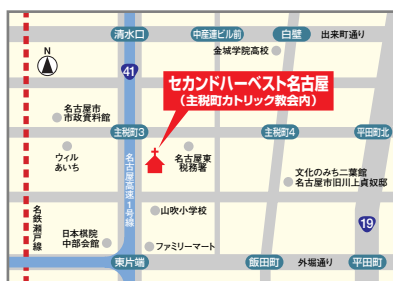 清水口
中産連ビル前
白壁
出来町通り
金城学院高校
N
41
セカンドハーベスト名古屋
（主税町カトリック教会内）
名古屋市
市政資料館
主税町3
主税町4
平田町北
ウィル
あいち
名古屋東
税務署
文化のみち二葉館
名古屋市旧川上貞奴邸
名古屋高速1号線
名鉄瀬戸線
山吹小学校
19
日本棋院
中部会館
ファミリーマート
東片端
飯田町
外堀通り
平田町